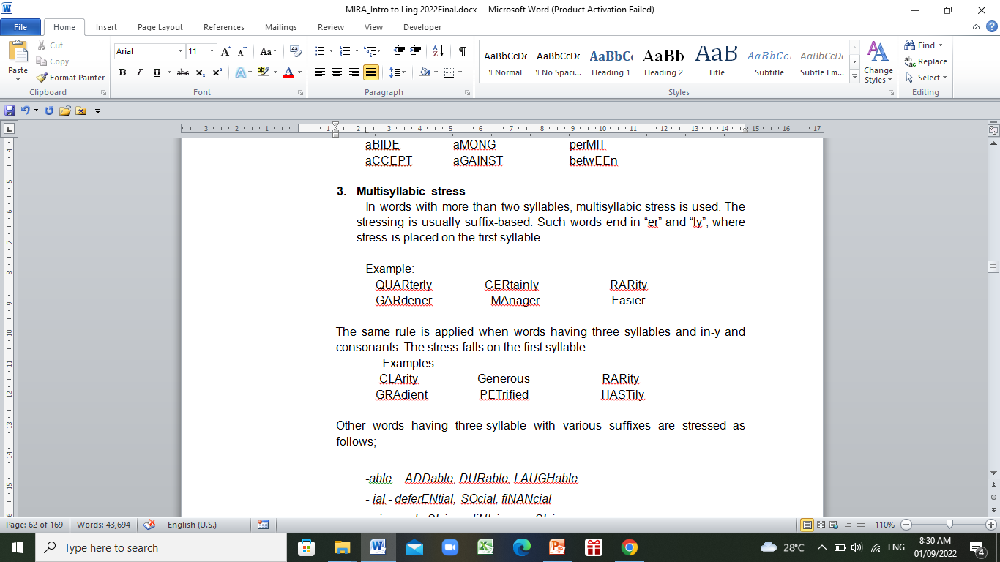 MIRA_Intro to Ling 2022Final.docx - Microsoft Word (Product Activation Failed)
File Home Insert Page Layout References Mailings Review View Developer
Paste
Cut
Copy
Format Painter
Clipboard
Arial 11
Font
Paragraph
AaBbCcDc AaBbCcDc AaBbC AaBb AaB AaBbCc. AaBbCcDc
¶ Normal ¶ No Spaci... Heading 1 Heading 2 Title Subtitle Subtle Em...
Styles
Change Styles
Find
Replace
Select
Editing
aBIDE aMONG perMIT
aCCEPT aGAINST betwEEn
3. Multisyllabic stress
In words with more than two syllables, multisyllabic stress is used. The
stressing is usually suffix-based. Such words end in “er” and “ly”, where
stress is placed on the first syllable.
Example:
QUARterly CERtainly RARity
GARdener MAnager Easier
The same rule is applied when words having three syllables and in-y and
consonants. The stress falls on the first syllable.
Examples:
CLArity Generous RARity
GRAdient PETrified HASTily
Other words having three-syllable with various suffixes are stressed as
follows;
-able – ADDable, DURable, LAUGHable
- ial - deferENtial, SOcial, fiNANcial
Page: 62 of 169 Words: 43,694 English (U.S.) 110%
Type here to search
28°C ENG 8:30 AM
01/09/2022 4